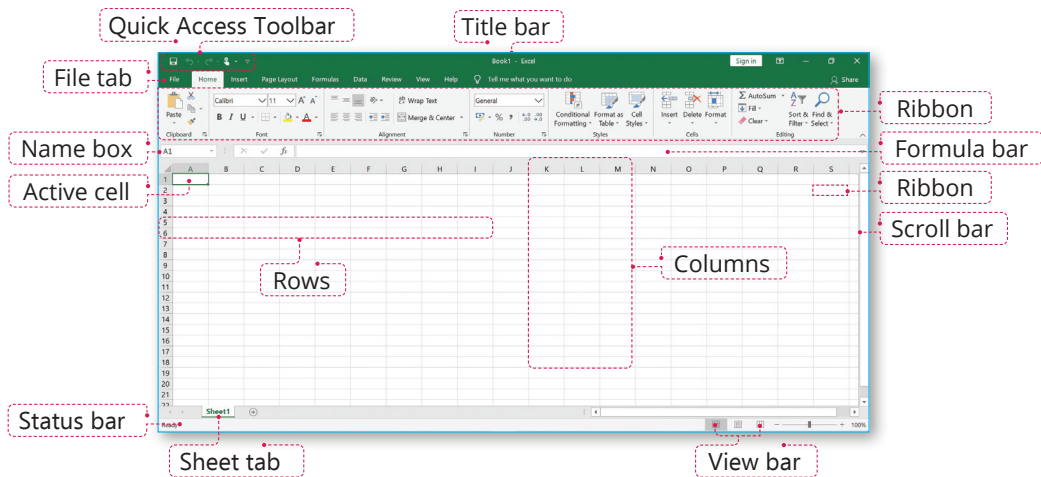 Quick Access Toolbar
Title bar
Book1 - Excel
Sign in
File tab
File Home Insert Page Layout Formulas Data Review View Help Tell me what you want to do Share
Paste
Calibri 11 A A
B I U A
Wrap Text
Merge & Center
General
% 9
Conditional Formatting
Format as Table
Cell Styles
Insert Delete Format
AutoSum
Fill
Clear
Sort & Filter
Find & Select
Clipboard Font Alignment Number Styles Cells Editing
Ribbon
Name box
A1 fx
Formula bar
A B C D E F G H I J K L M N O P Q R S
Active cell
Ribbon
Scroll bar
1
2
3
4
5
6
7
8
9
10
11
12
13
14
15
16
17
18
19
20
21
22
Columns
Rows
Sheet1
Status bar
Ready
100%
Sheet tab
View bar